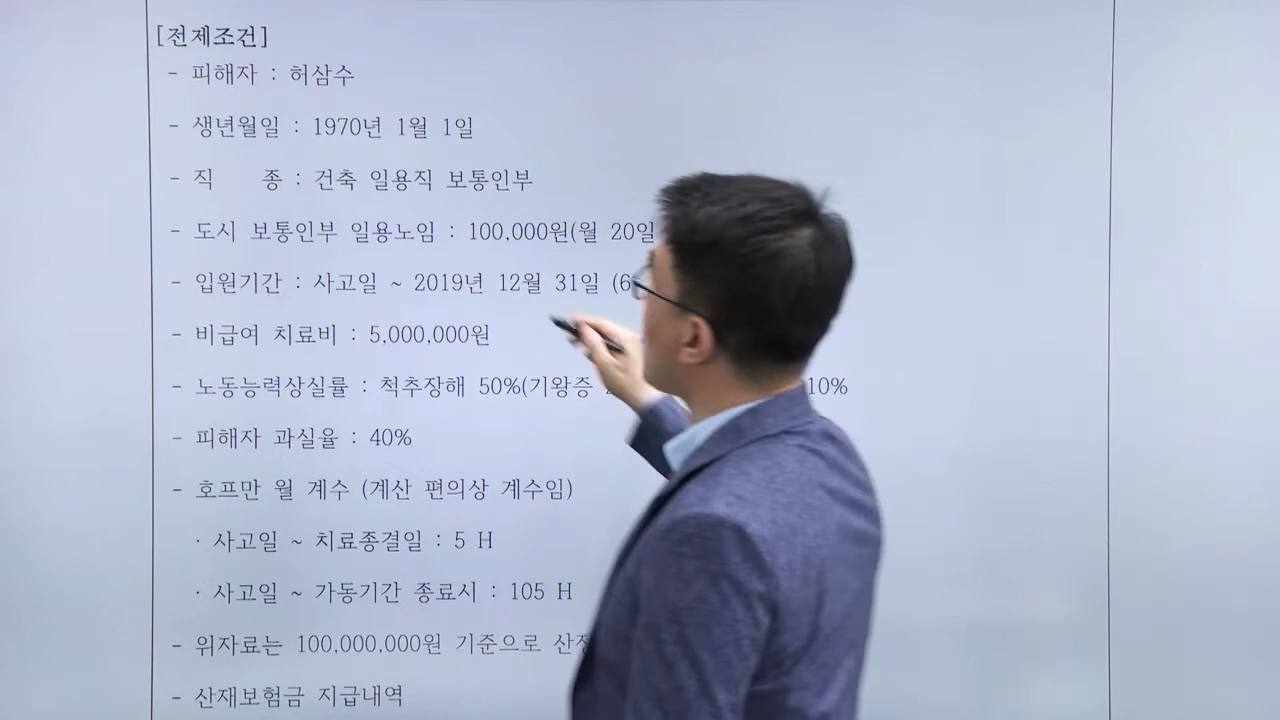 [전제조건]
- 피해자 : 허삼수
- 생년월일 : 1970년 1월 1일
- 직 종 : 건축 일용직 보통인부
- 도시 보통인부 일용노임 : 100,000원(월 20일
- 입원기간 : 사고일 ~ 2019년 12월 31일 (6
- 비급여 치료비 : 5,000,000원
- 노동능력상실률 : 척추장해 50%(기왕증 10%
- 피해자 과실율 : 40%
- 호프만 월 계수 (계산 편의상 계수임)
· 사고일 ~ 치료종결일 : 5 H
· 사고일 ~ 가동기간 종료시 : 105 H
- 위자료는 100,000,000원 기준으로
- 산재보험금 지급내역